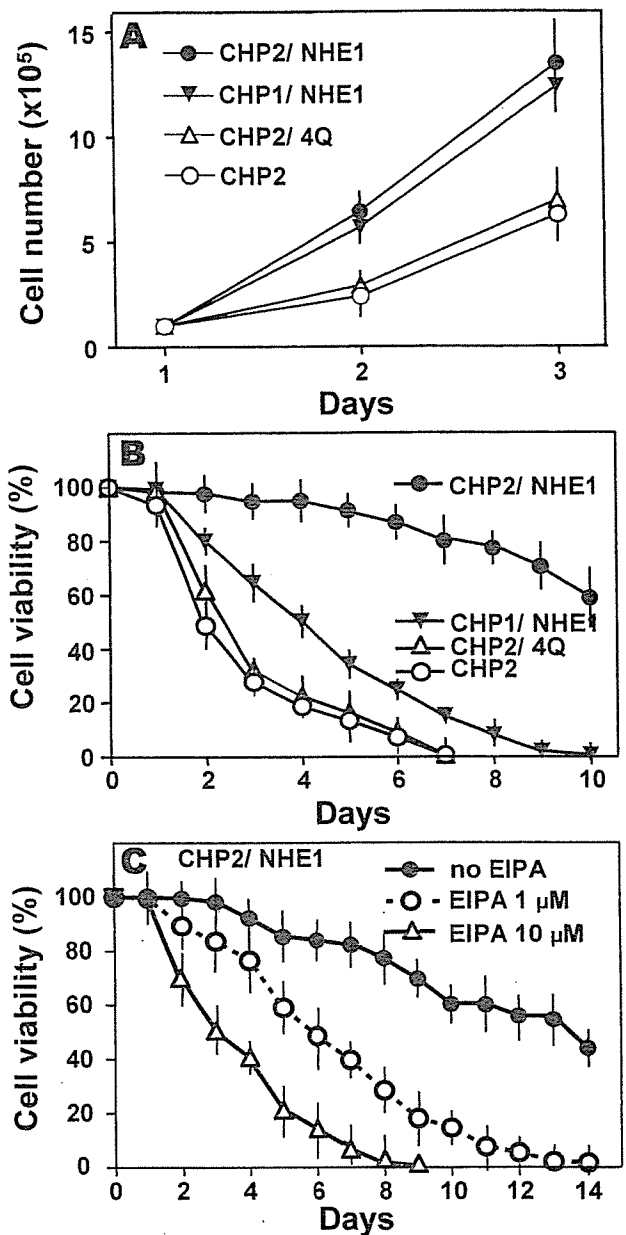 A
CHP2/ NHE1
CHP1/ NHE1
CHP2/ 4Q
CHP2
Cell number (x10⁵)
15
10
5
0
1 2 3
Days
B
CHP2/ NHE1
CHP1/ NHE1
CHP2/ 4Q
CHP2
Cell viability (%)
100
80
60
40
20
0
0 2 4 6 8 10
Days
C CHP2/ NHE1
no EIPA
EIPA 1 µM
EIPA 10 µM
Cell viability (%)
100
80
60
40
20
0
0 2 4 6 8 10 12 14
Days